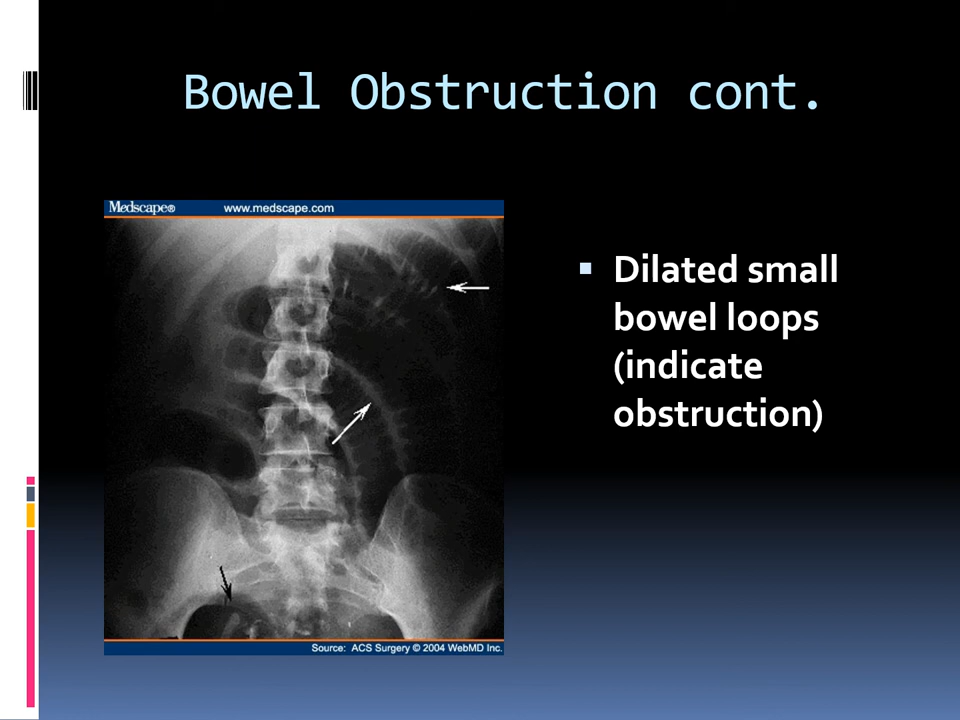 Bowel Obstruction cont.
Medscape® www.medscape.com
Source: ACS Surgery © 2004 WebMD Inc.
Dilated small
bowel loops
(indicate
obstruction)